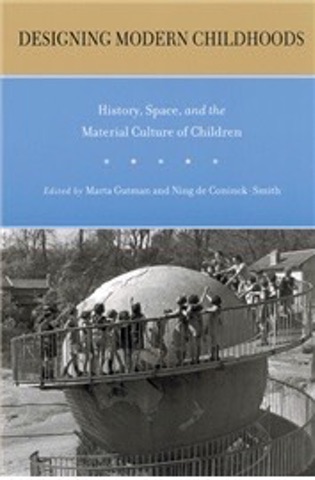 DESIGNING MODERN CHILDHOODS
History, Space, and the
Material Culture of Children
Edited by Marta Gutman and Ning de Coninck-Smith